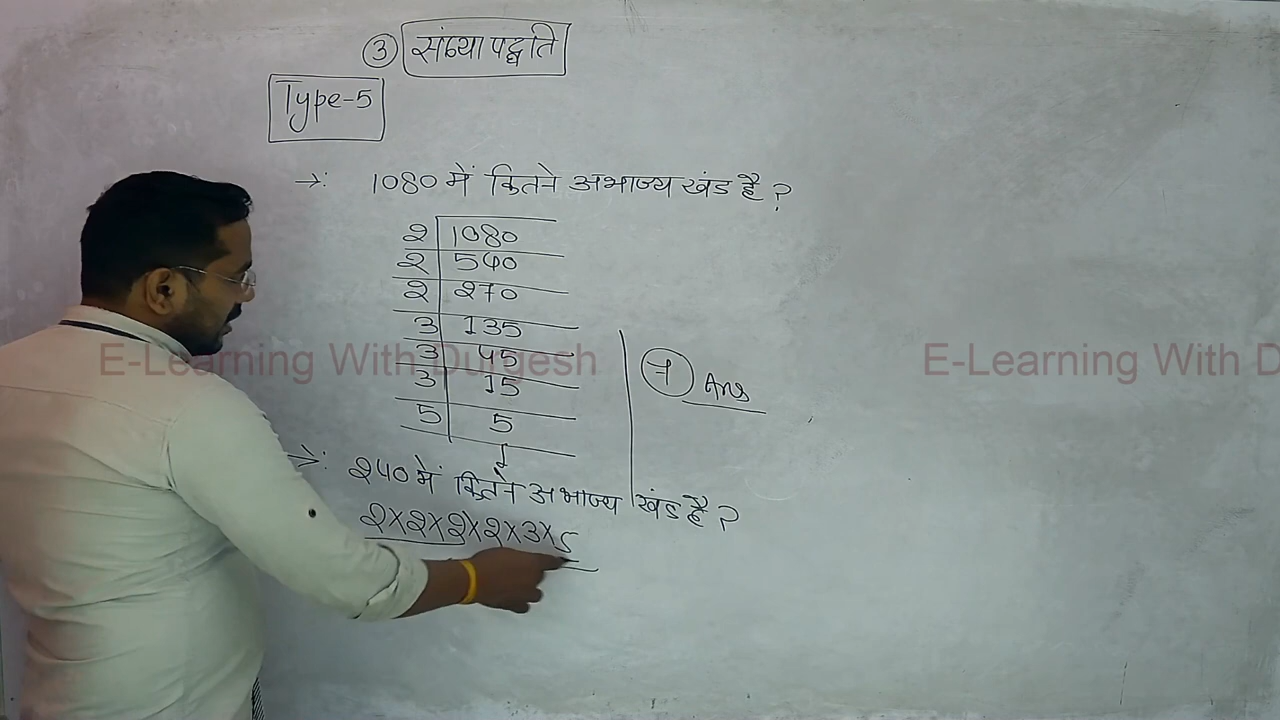 ③ संख्या पद्धति
Type-5
→: 1080 में कितने अभाज्य खंड है?
2 | 1080
2 | 540
2 | 270
3 | 135
3 | 45
3 | 15
5 | 5
1
7 Ans
→: 240 में कितने अभाज्य खंड है?
2×2×2×2×3×5
E-Learning With Durgesh
E-Learning With D